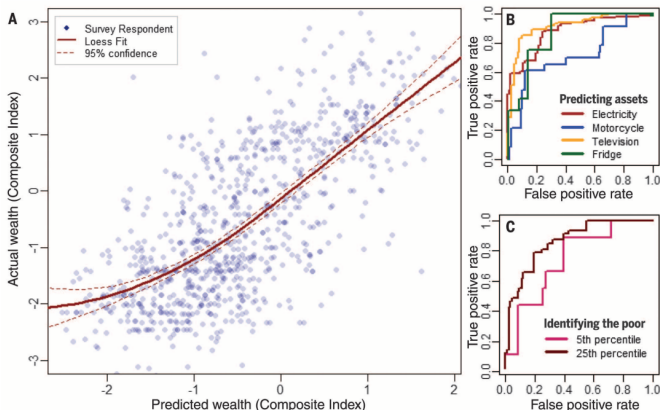 A
Survey Respondent
Loess Fit
95% confidence
Actual wealth (Composite Index)
3
2
1
0
-1
-2
-3
-2
-1
0
1
2
Predicted wealth (Composite Index)
B
True positive rate
1.0
0.8
0.6
0.4
0.2
0.0
Predicting assets
Electricity
Motorcycle
Television
Fridge
0.0 0.2 0.4 0.6 0.8 1.0
False positive rate
C
True positive rate
1.0
0.8
0.6
0.4
0.2
0.0
Identifying the poor
5th percentile
25th percentile
0.0 0.2 0.4 0.6 0.8 1.0
False positive rate